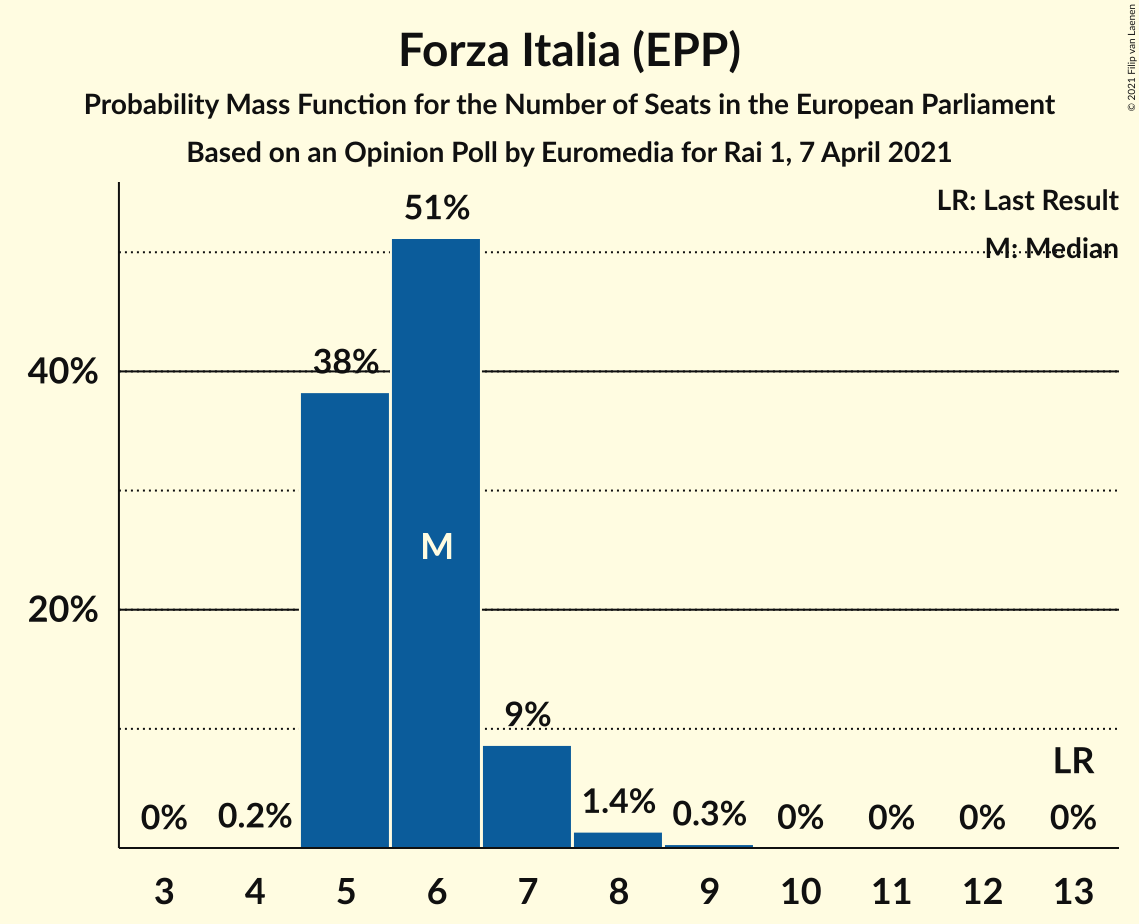 Forza Italia (EPP)
Probability Mass Function for the Number of Seats in the European Parliament
Based on an Opinion Poll by Euromedia for Rai 1, 7 April 2021
© 2021 Filip van Laenen
LR: Last Result
M: Median
51%
38%
40%
M
20%
9%
LR
0% 0.2% 1.4% 0.3% 0% 0% 0% 0%
3 4 5 6 7 8 9 10 11 12 13